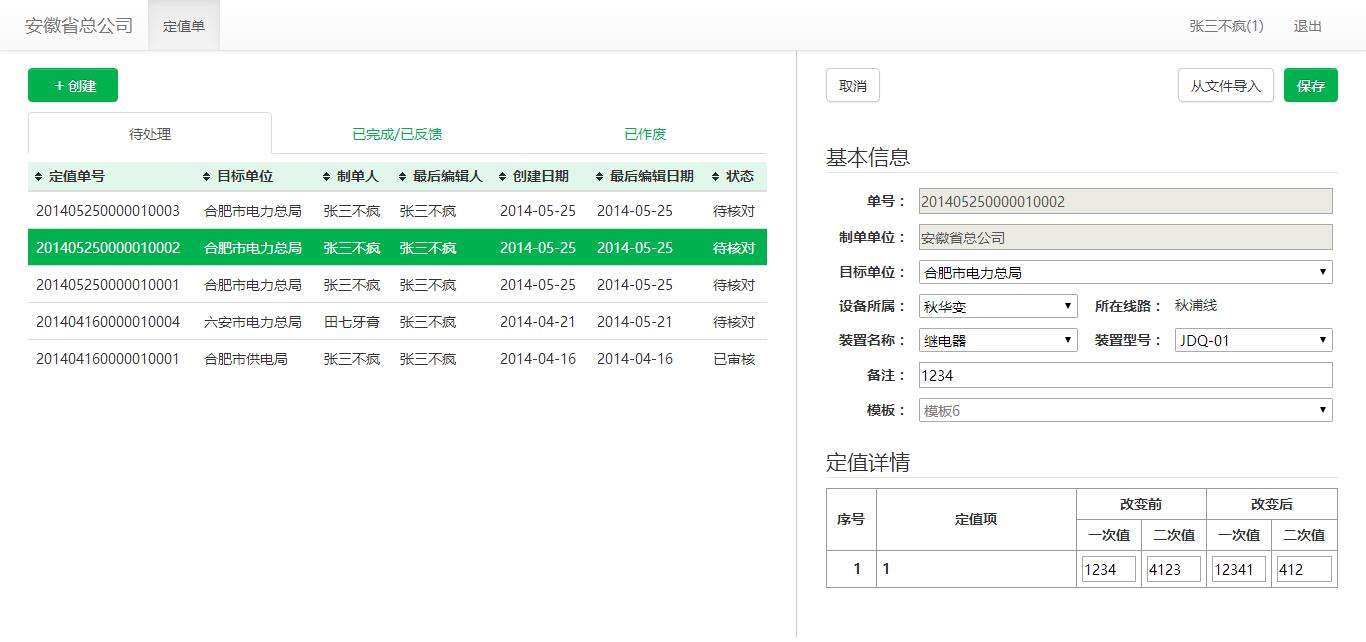 安徽省总公司 定值单 张三不疯(1) 退出
+ 创建
待处理 已完成/已反馈 已作废
定值单号 目标单位 制单人 最后编辑人 创建日期 最后编辑日期 状态
201405250000010003 合肥市电力总局 张三不疯 张三不疯 2014-05-25 2014-05-25 待核对
201405250000010002 合肥市电力总局 张三不疯 张三不疯 2014-05-25 2014-05-25 待核对
201405250000010001 合肥市电力总局 张三不疯 张三不疯 2014-05-25 2014-05-25 待核对
201404160000010004 六安市电力总局 田七牙膏 张三不疯 2014-04-21 2014-05-21 待核对
201404160000010001 合肥市供电局 张三不疯 张三不疯 2014-04-16 2014-04-16 已审核
取消 从文件导入 保存
基本信息
单号： 201405250000010002
制单单位： 安徽省总公司
目标单位： 合肥市电力总局
设备所属： 秋华变 所在线路： 秋浦线
装置名称： 继电器 装置型号： JDQ-01
备注： 1234
模板： 模板6
定值详情
序号 定值项 改变前 改变后
一次值 二次值 一次值 二次值
1 1 1234 4123 12341 412